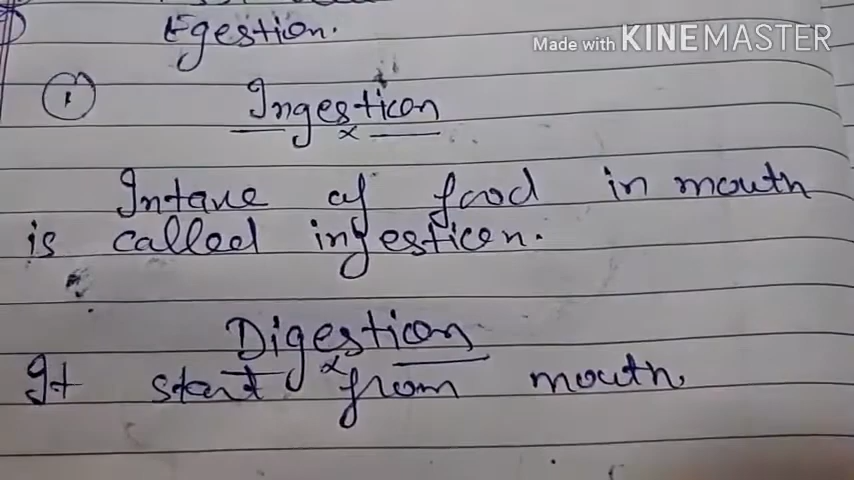 Egestion.
Made with KINEMASTER
1
Ingestion
Intake of food in mouth
is called ingestion.
Digestion
It start from mouth.